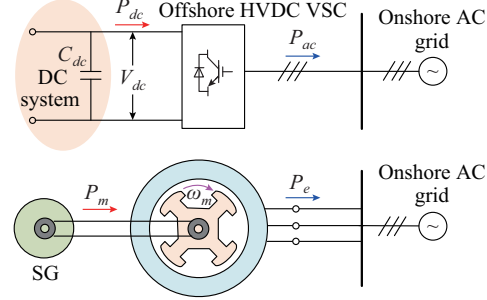 Offshore HVDC VSC
Onshore AC
grid
P_dc
P_ac
C_dc
DC
system
V_dc
~
Onshore AC
grid
P_m
ω_m
P_e
~
SG